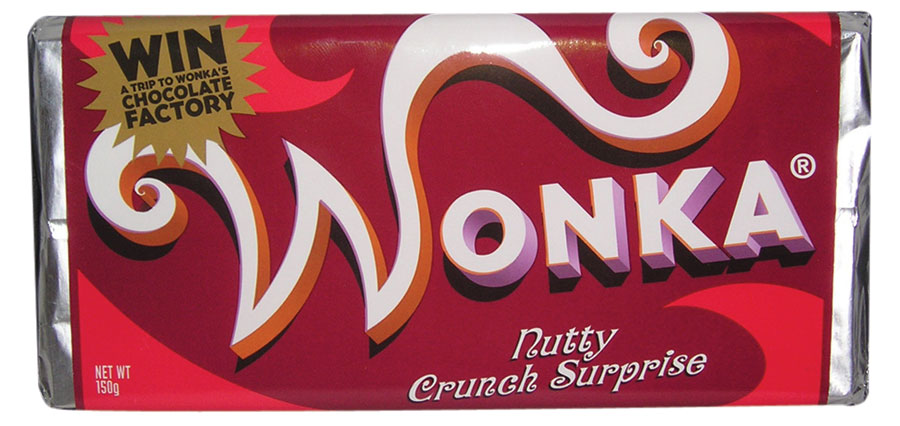 WIN
A TRIP TO WONKA'S
CHOCOLATE
FACTORY
WONKA®
Nutty
Crunch Surprise
NET WT
150g